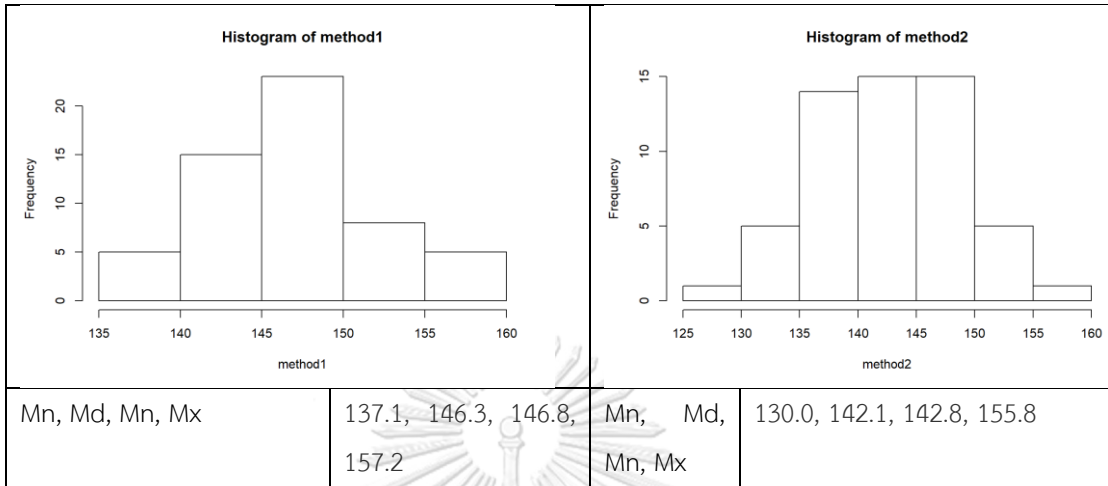 Histogram of method1
Frequency
20
15
10
5
0
135 140 145 150 155 160
method1
Histogram of method2
Frequency
15
10
5
0
125 130 135 140 145 150 155 160
method2
Mn, Md, Mn, Mx
137.1, 146.3, 146.8,
157.2
Mn, Md,
Mn, Mx
130.0, 142.1, 142.8, 155.8